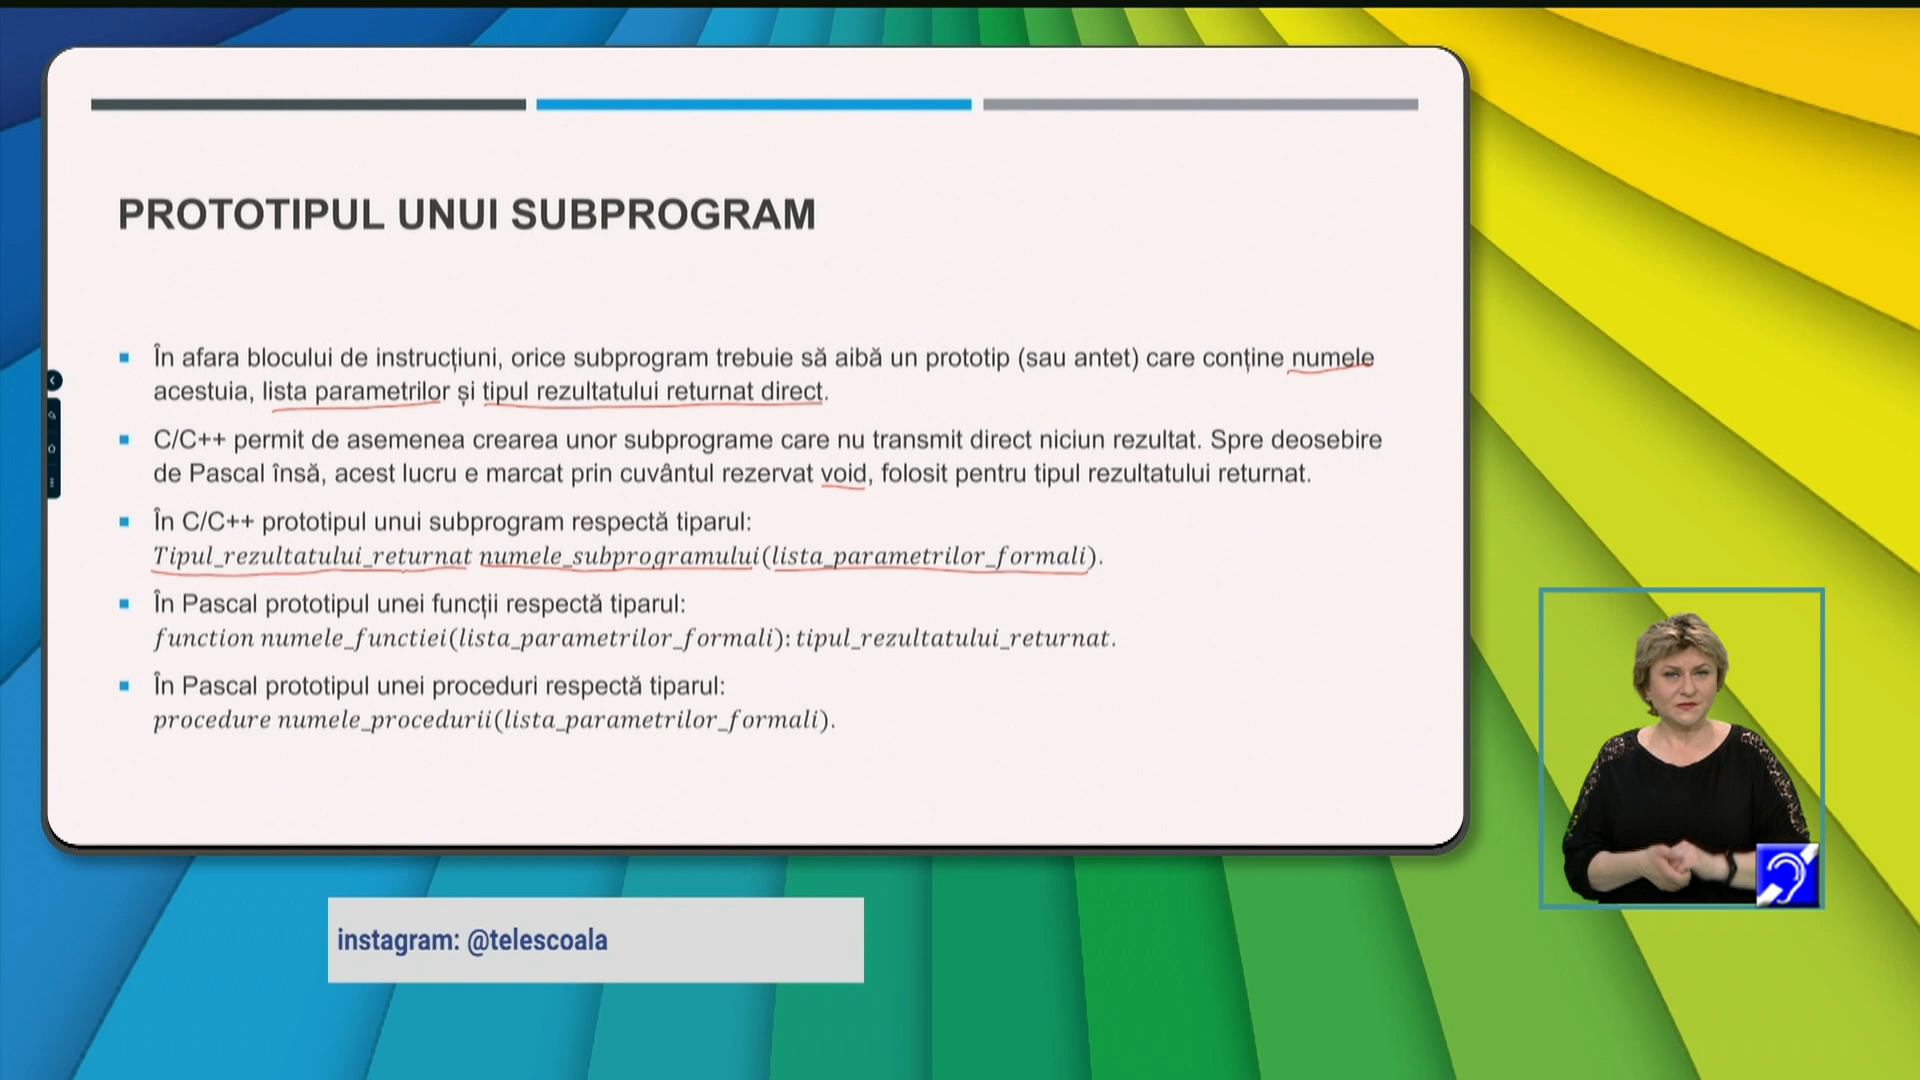 PROTOTIPUL UNUI SUBPROGRAM
În afara blocului de instrucțiuni, orice subprogram trebuie să aibă un prototip (sau antet) care conține numele
acestuia, lista parametrilor și tipul rezultatului returnat direct.
C/C++ permit de asemenea crearea unor subprograme care nu transmit direct niciun rezultat. Spre deosebire
de Pascal însă, acest lucru e marcat prin cuvântul rezervat void, folosit pentru tipul rezultatului returnat.
În C/C++ prototipul unui subprogram respectă tiparul:
Tipul_rezultatului_returnat numele_subprogramului(lista_parametrilor_formali).
În Pascal prototipul unei funcții respectă tiparul:
function numele_functiei(lista_parametrilor_formali): tipul_rezultatului_returnat.
În Pascal prototipul unei proceduri respectă tiparul:
procedure numele_procedurii(lista_parametrilor_formali).
instagram: @telescoala